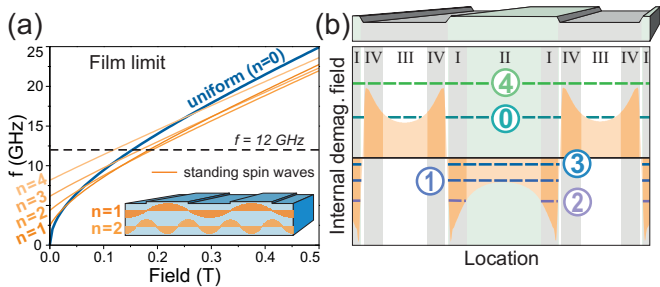 (a)
25
20
15
10
5
0
f (GHz)
Film limit
uniform (n=0)
f = 12 GHz
standing spin waves
n=4
n=3
n=2
n=1
n=1
n=2
0.0
0.1
0.2
0.3
0.4
0.5
Field (T)
(b)
I
IV
III
IV
I
II
I
IV
III
IV
I
4
0
3
1
2
Internal demag. field
Location